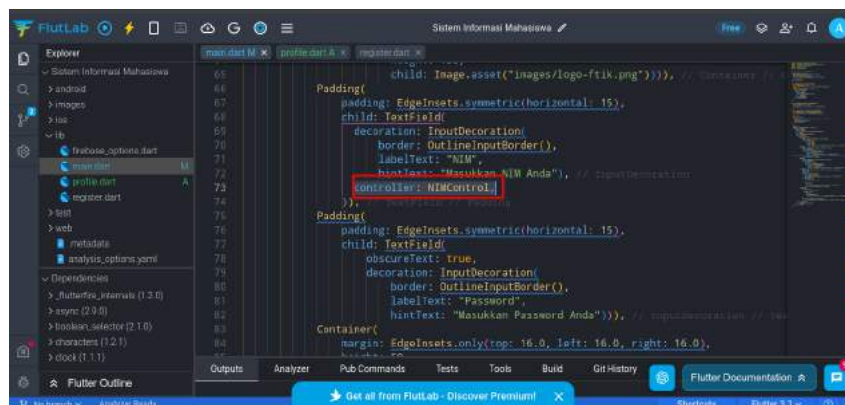 FlutLab
Sistem Informasi Mahasiswa
Free
A
Explorer
main.dart M
profile.dart A
register.dart
Sistem Informasi Mahasiswa
65
child: Image.asset("images/logo-ftik.png")))), // Container
android
66
Padding(
images
67
padding: EdgeInsets.symmetric(horizontal: 15),
ios
68
child: TextField(
lib
69
decoration: InputDecoration(
firebase_options.dart
70
border: OutlineInputBorder(),
main.dart M
71
labelText: "NIM",
72
hintText: "Masukkan NIM Anda"), // InputDecoration
profile.dart A
73
controller: NIMControl,
register.dart
74
)), // TextField // Padding
test
75
Padding(
web
76
padding: EdgeInsets.symmetric(horizontal: 15),
metadata
77
child: TextField(
analysis_options.yaml
78
obscureText: true,
79
decoration: InputDecoration(
Dependencies
80
border: OutlineInputBorder(),
_flutterfire_internals (1.3.0)
81
labelText: "Password",
async (2.9.0)
82
hintText: "Masukkan Password Anda"))), // InputDecoration //
boolean_selector (2.1.0)
83
Container(
characters (1.2.1)
84
margin: EdgeInsets.only(top: 16.0, left: 16.0, right: 16.0),
clock (1.1.1)
Outputs
Analyzer
Pub Commands
Tests
Tools
Build
Git History
Flutter Outline
Flutter Documentation
Get all from FlutLab - Discover Premium!
No branch
Analyzer Ready
Shortcuts